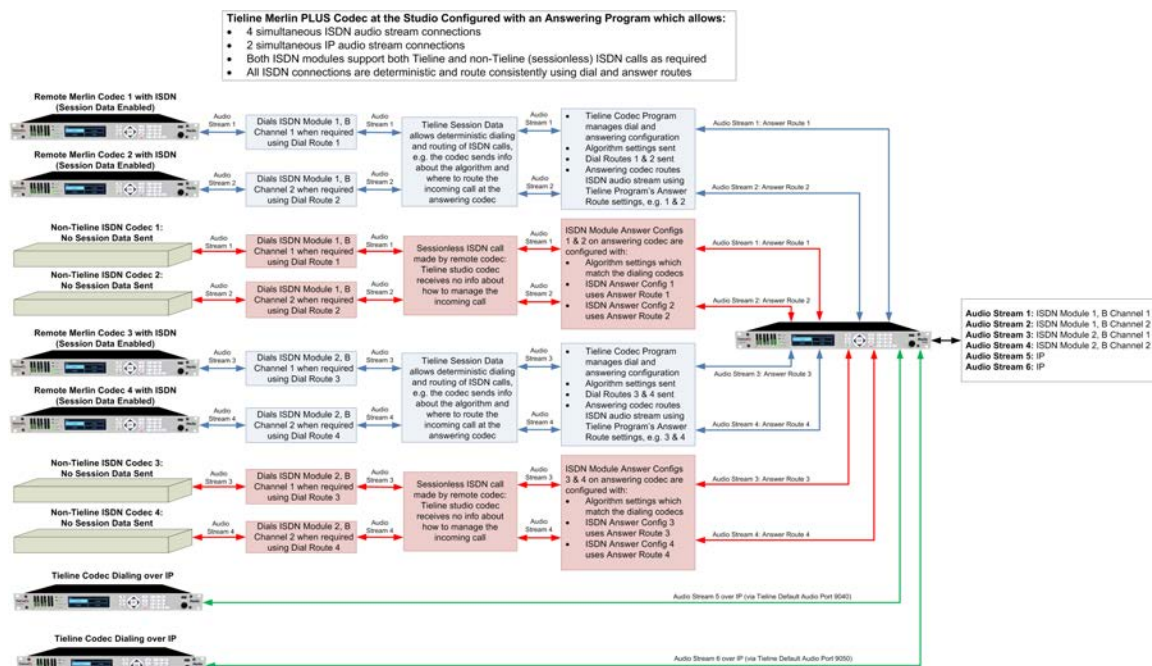 Tieline Merlin PLUS Codec at the Studio Configured with an Answering Program which allows:
• 4 simultaneous ISDN audio stream connections
• 2 simultaneous IP audio stream connections
• Both ISDN modules support both Tieline and non-Tieline (sessionless) ISDN calls as required
• All ISDN connections are deterministic and route consistently using dial and answer routes
Remote Merlin Codec 1 with ISDN
(Session Data Enabled)
Audio
Stream 1
Dials ISDN Module 1, B
Channel 1 when required
using Dial Route 1
Audio
Stream 1
Remote Merlin Codec 2 with ISDN
(Session Data Enabled)
Audio
Stream 2
Dials ISDN Module 1, B
Channel 2 when required
using Dial Route 2
Audio
Stream 2
Tieline Session Data
allows deterministic dialing
and routing of ISDN calls,
e.g. the codec sends info
about the algorithm and
where to route the
incoming call at the
answering codec
Audio
Stream 1
Audio
Stream 2
• Tieline Codec Program
manages dial and
answering configuration
• Algorithm settings sent
• Dial Routes 1 & 2 sent
• Answering codec routes
ISDN audio stream using
Tieline Program's Answer
Route settings, e.g. 1 & 2
Audio Stream 1: Answer Route 1
Audio Stream 2: Answer Route 2
Non-Tieline ISDN Codec 1:
No Session Data Sent
Audio
Stream 1
Dials ISDN Module 1, B
Channel 1 when required
using Dial Route 1
Audio
Stream 1
Non-Tieline ISDN Codec 2:
No Session Data Sent
Audio
Stream 2
Dials ISDN Module 1, B
Channel 2 when required
using Dial Route 2
Audio
Stream 2
Sessionless ISDN call
made by remote codec:
Tieline studio codec
receives no info about
how to manage the
incoming call
Audio
Stream 1
Audio
Stream 2
ISDN Module Answer Configs
1 & 2 on answering codec are
configured with:
• Algorithm settings which
match the dialing codecs
• ISDN Answer Config 1
uses Answer Route 1
• ISDN Answer Config 2
uses Answer Route 2
Audio Stream 1: Answer Route 1
Audio Stream 2: Answer Route 2
Remote Merlin Codec 3 with ISDN
(Session Data Enabled)
Audio
Stream 3
Dials ISDN Module 2, B
Channel 1 when required
using Dial Route 3
Audio
Stream 3
Remote Merlin Codec 4 with ISDN
(Session Data Enabled)
Audio
Stream 4
Dials ISDN Module 2, B
Channel 2 when required
using Dial Route 4
Audio
Stream 4
Tieline Session Data
allows deterministic dialing
and routing of ISDN calls,
e.g. the codec sends info
about the algorithm and
where to route the
incoming call at the
answering codec
Audio
Stream 3
Audio
Stream 4
• Tieline Codec Program
manages dial and
answering configuration
• Algorithm settings sent
• Dial Routes 3 & 4 sent
• Answering codec routes
ISDN audio stream using
Tieline Program's Answer
Route settings, e.g. 3 & 4
Audio Stream 3: Answer Route 3
Audio Stream 4: Answer Route 4
Non-Tieline ISDN Codec 3:
No Session Data Sent
Audio
Stream 3
Dials ISDN Module 2, B
Channel 1 when required
using Dial Route 3
Audio
Stream 3
Non-Tieline ISDN Codec 4:
No Session Data Sent
Audio
Stream 4
Dials ISDN Module 2, B
Channel 2 when required
using Dial Route 4
Audio
Stream 4
Sessionless ISDN call
made by remote codec:
Tieline studio codec
receives no info about
how to manage the
incoming call
Audio
Stream 3
Audio
Stream 4
ISDN Module Answer Configs
3 & 4 on answering codec are
configured with:
• Algorithm settings which
match the dialing codecs
• ISDN Answer Config 3
uses Answer Route 3
• ISDN Answer Config 4
uses Answer Route 4
Audio Stream 3: Answer Route 3
Audio Stream 4: Answer Route 4
Audio Stream 1: ISDN Module 1, B Channel 1
Audio Stream 2: ISDN Module 1, B Channel 2
Audio Stream 3: ISDN Module 2, B Channel 1
Audio Stream 4: ISDN Module 2, B Channel 2
Audio Stream 5: IP
Audio Stream 6: IP
Tieline Codec Dialing over IP
Audio Stream 5 over IP (via Tieline Default Audio Port 9040)
Tieline Codec Dialing over IP
Audio Stream 6 over IP (via Tieline Default Audio Port 9050)